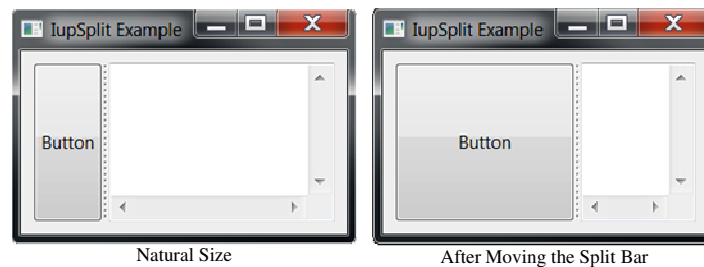 IupSplit Example
Button
Natural Size
IupSplit Example
Button
After Moving the Split Bar